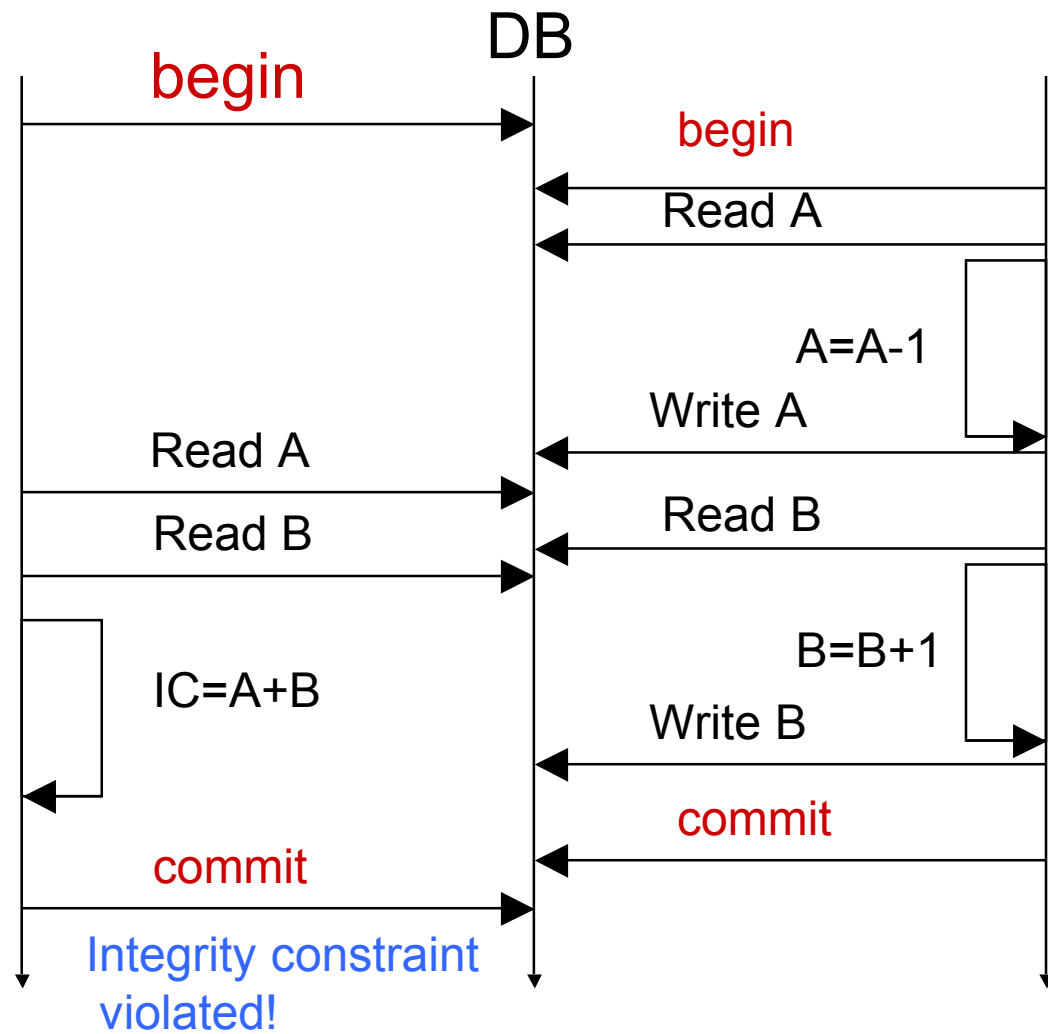 DB
begin
begin
Read A
A=A-1
Write A
Read A
Read B
Read B
B=B+1
IC=A+B
Write B
commit
commit
Integrity constraint
violated!